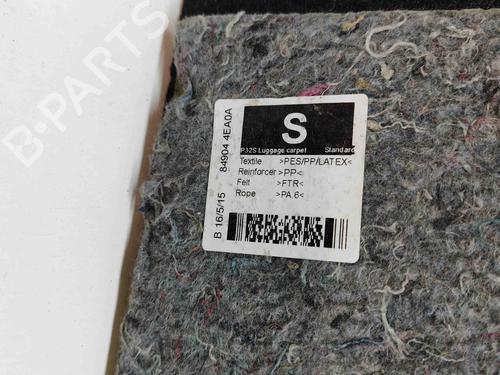 B-PARTS
S
P32S Luggage carpet Standard
Textile >PES/PP/LATEX<
Reinforcer >PP<
Felt >FTR<
Rope >PA.6<
B 16/5/15 84904 4EA0A